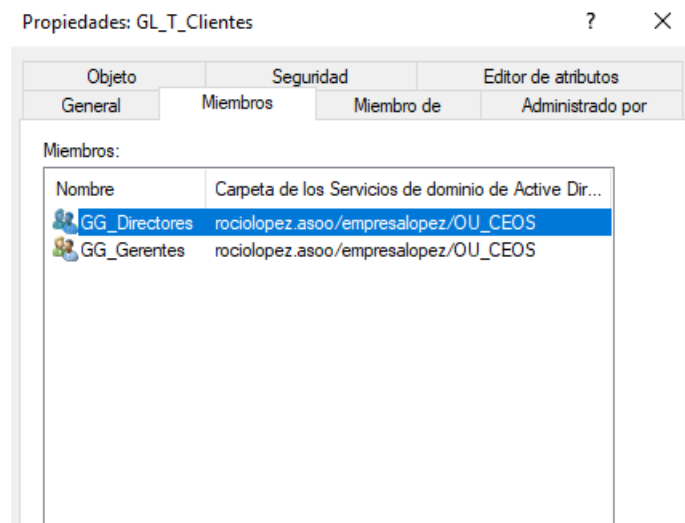 Propiedades: GL_T_Clientes ? ×
Objeto Seguridad Editor de atributos
General Miembros Miembro de Administrado por
Miembros:
Nombre Carpeta de los Servicios de dominio de Active Dir...
GG_Directores rociolopez.asoo/empresalopez/OU_CEOS
GG_Gerentes rociolopez.asoo/empresalopez/OU_CEOS